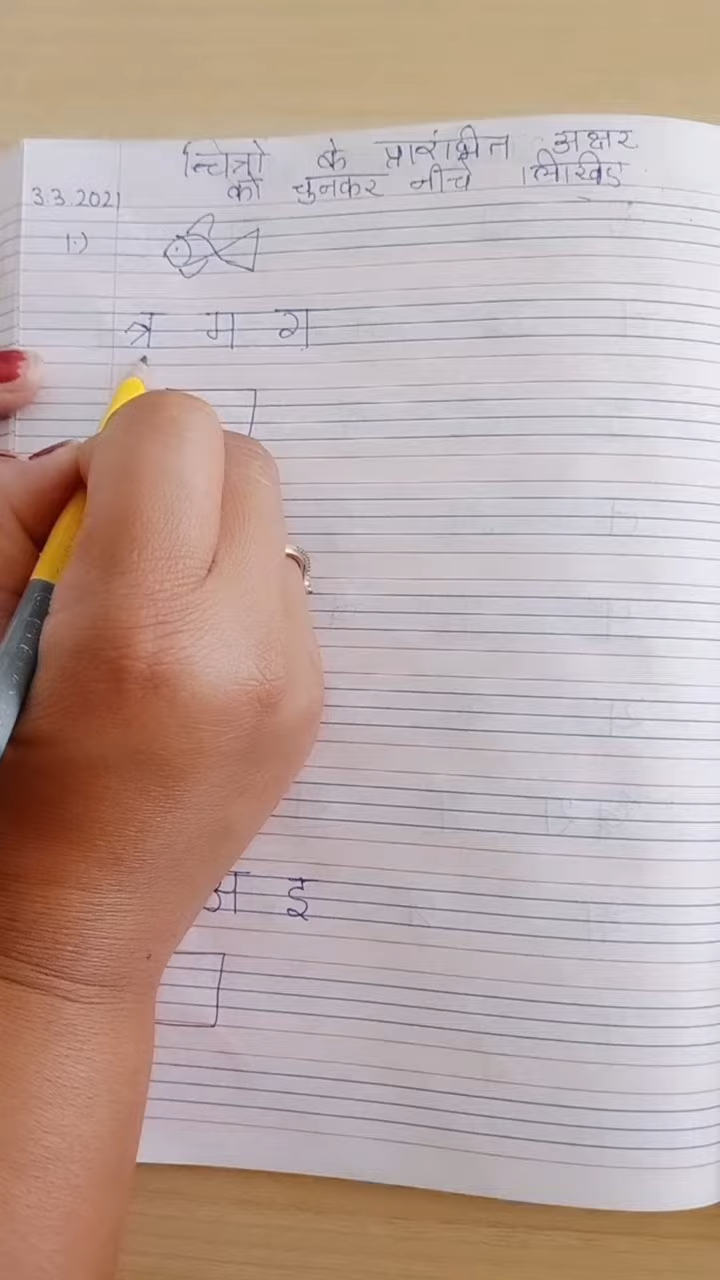 चित्रो के प्रारंभीत अक्षर
को चुनकर नीचे लिखिए
3.3.2021
1.)
त्र म ग
अ इ